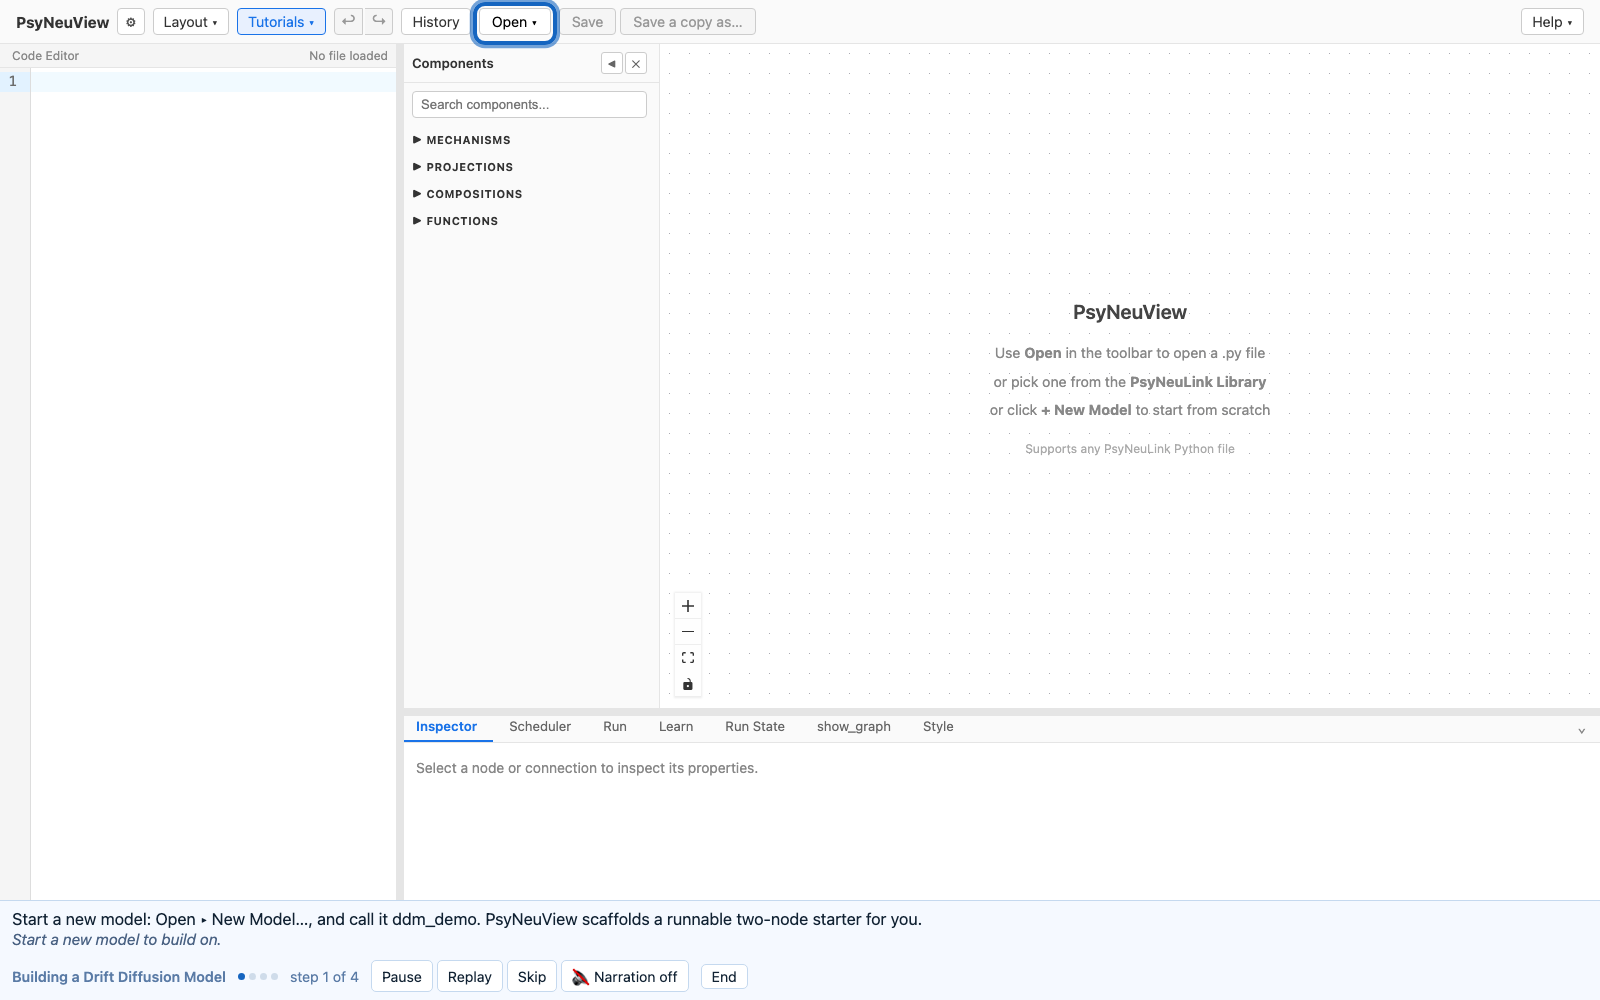 PsyNeuView ⚙ Layout ▾ Tutorials ▾ ↩ ↪ History Open ▾ Save Save a copy as... Help ▾
Code Editor No file loaded
1
Components ◀ ✕
Search components...
▶ MECHANISMS
▶ PROJECTIONS
▶ COMPOSITIONS
▶ FUNCTIONS
PsyNeuView
Use Open in the toolbar to open a .py file
or pick one from the PsyNeuLink Library
or click + New Model to start from scratch
Supports any PsyNeuLink Python file
Inspector Scheduler Run Learn Run State show_graph Style
Select a node or connection to inspect its properties.
Start a new model: Open ▸ New Model..., and call it ddm_demo. PsyNeuView scaffolds a runnable two-node starter for you.
Start a new model to build on.
Building a Drift Diffusion Model step 1 of 4 Pause Replay Skip Narration off End